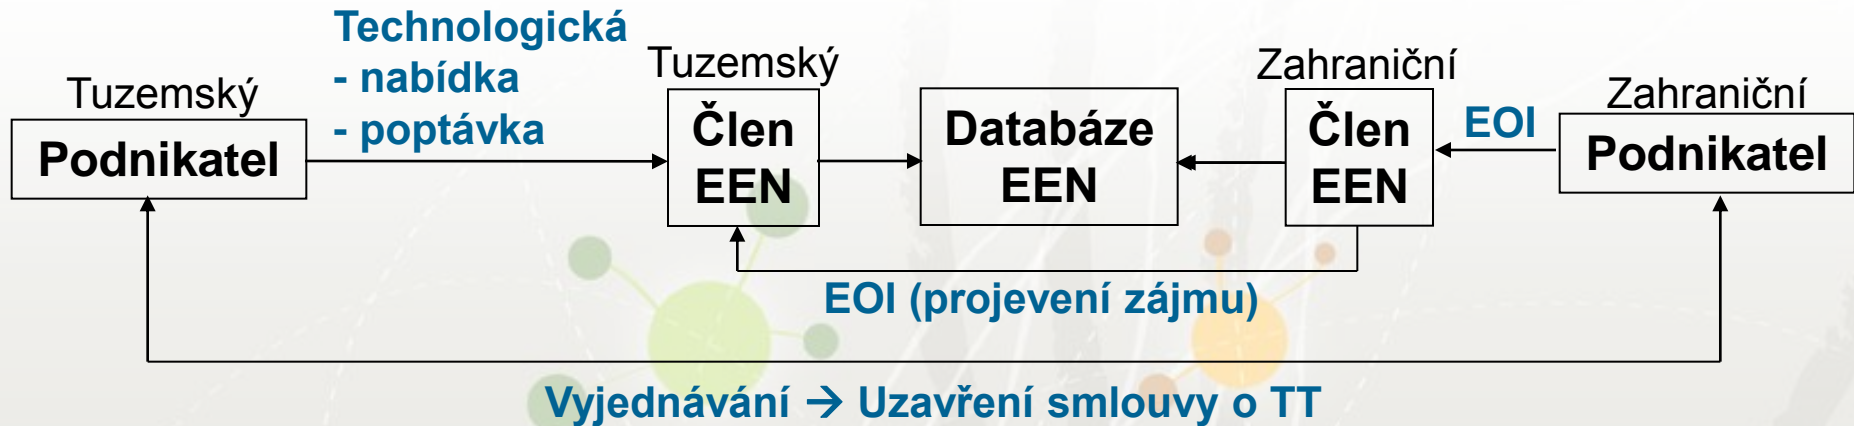 Technologická
- nabídka
- poptávka
Tuzemský
Podnikatel
Tuzemský
Člen
EEN
Databáze
EEN
Zahraniční
Člen
EEN
EOI
Zahraniční
Podnikatel
EOI (projevení zájmu)
Vyjednávání → Uzavření smlouvy o TT